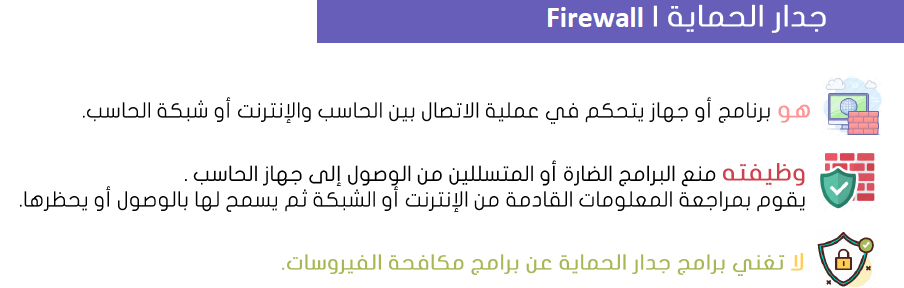 جدار الحماية | Firewall
هو برنامج أو جهاز يتحكم في عملية الاتصال بين الحاسب والإنترنت أو شبكة الحاسب.
وظيفته منع البرامج الضارة أو المتسللين من الوصول إلى جهاز الحاسب .
يقوم بمراجعة المعلومات القادمة من الإنترنت أو الشبكة ثم يسمح لها بالوصول أو يحظرها.
لا تغني برامج جدار الحماية عن برامج مكافحة الفيروسات.